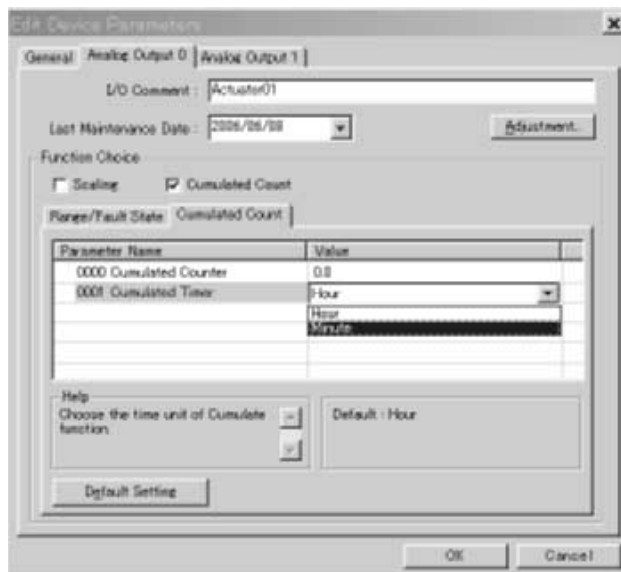 Edit Device Parameters
General Analog Output 0 Analog Output 1
I/O Comment : Actuator01
Last Maintenance Date : 2006/06/08 Adjustment..
Function Choice
Scaling Cumulated Count
Range/Fault State Cumulated Count
Parameter Name Value
0000 Cumulated Counter 0.0
0001 Cumulated Timer Hour
Hour
Minute
Help
Choose the time unit of Cumulate
function
Default : Hour
Default Setting
OK Cancel